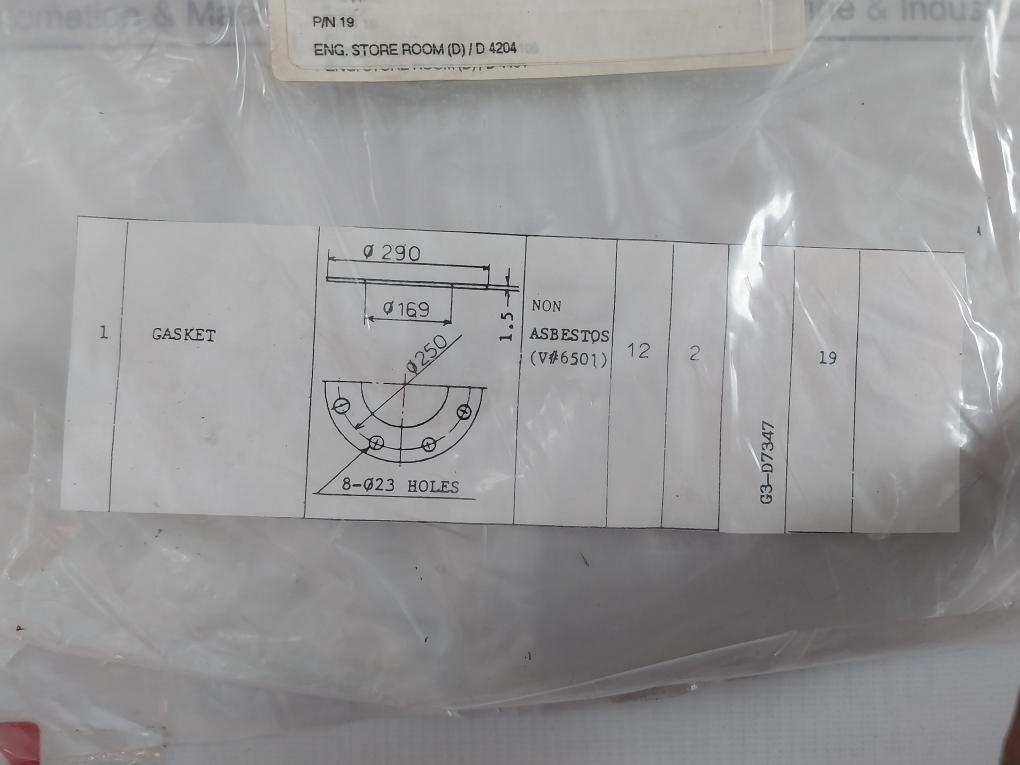 P/N 19
ENG. STORE ROOM (D) / D 4204
1
GASKET
Ø 290
Ø169
1.5
Ø250
8-Ø23 HOLES
NON
ASBESTOS
(V#6501)
12
2
G3-D7347
19